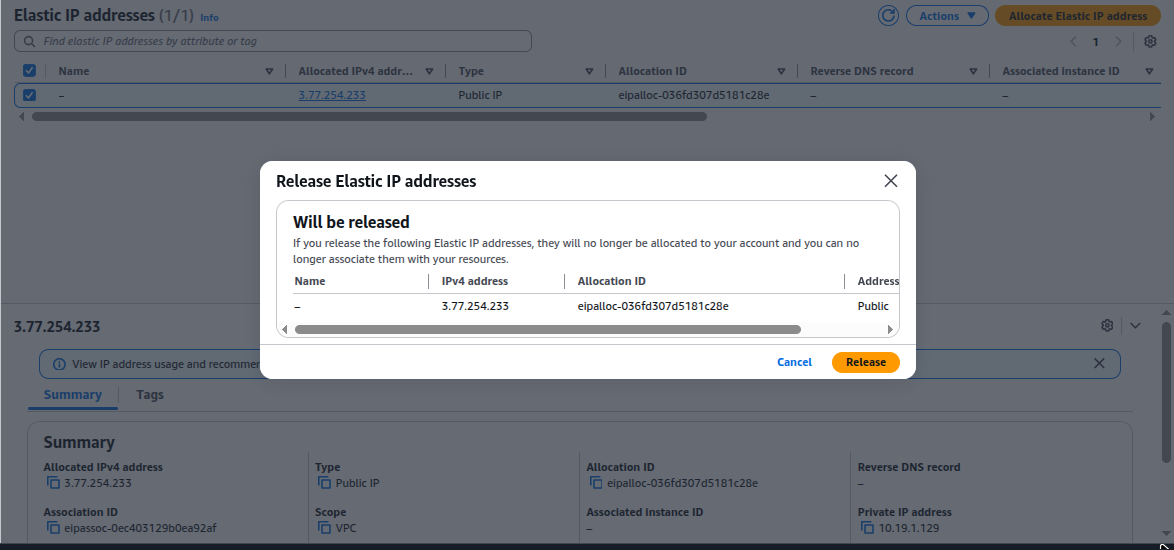 Elastic IP addresses (1/1) Info
Actions
Allocate Elastic IP address
Find elastic IP addresses by attribute or tag
1
Name Allocated IPv4 addr... Type Allocation ID Reverse DNS record Associated instance ID
– 3.77.254.233 Public IP eipalloc-036fd307d5181c28e – –
Release Elastic IP addresses
Will be released
If you release the following Elastic IP addresses, they will no longer be allocated to your account and you can no
longer associate them with your resources.
Name IPv4 address Allocation ID Address
– 3.77.254.233 eipalloc-036fd307d5181c28e Public
Cancel Release
3.77.254.233
View IP address usage and recommen
Summary Tags
Summary
Allocated IPv4 address Type Allocation ID Reverse DNS record
3.77.254.233 Public IP eipalloc-036fd307d5181c28e –
Association ID Scope Associated instance ID Private IP address
eipassoc-0ec403129b0ea92af VPC – 10.19.1.129